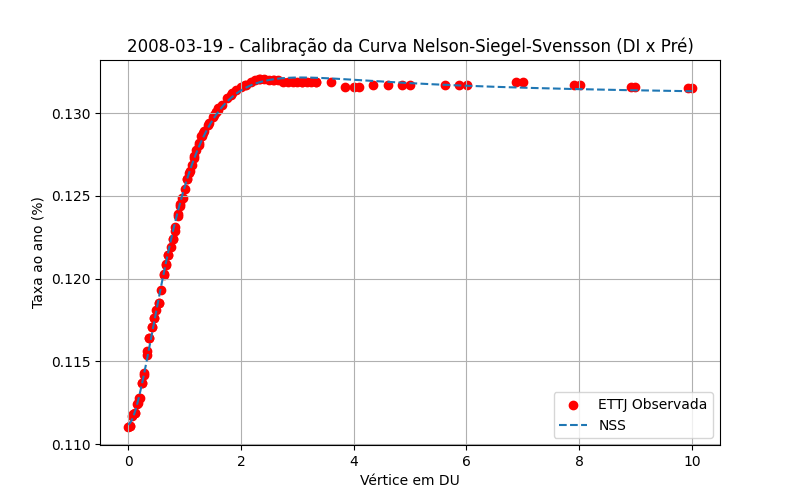 2008-03-19 - Calibração da Curva Nelson-Siegel-Svensson (DI x Pré)
Taxa ao ano (%)
0.130
0.125
0.120
0.115
0.110
0
2
4
6
8
10
Vértice em DU
ETTJ Observada
NSS